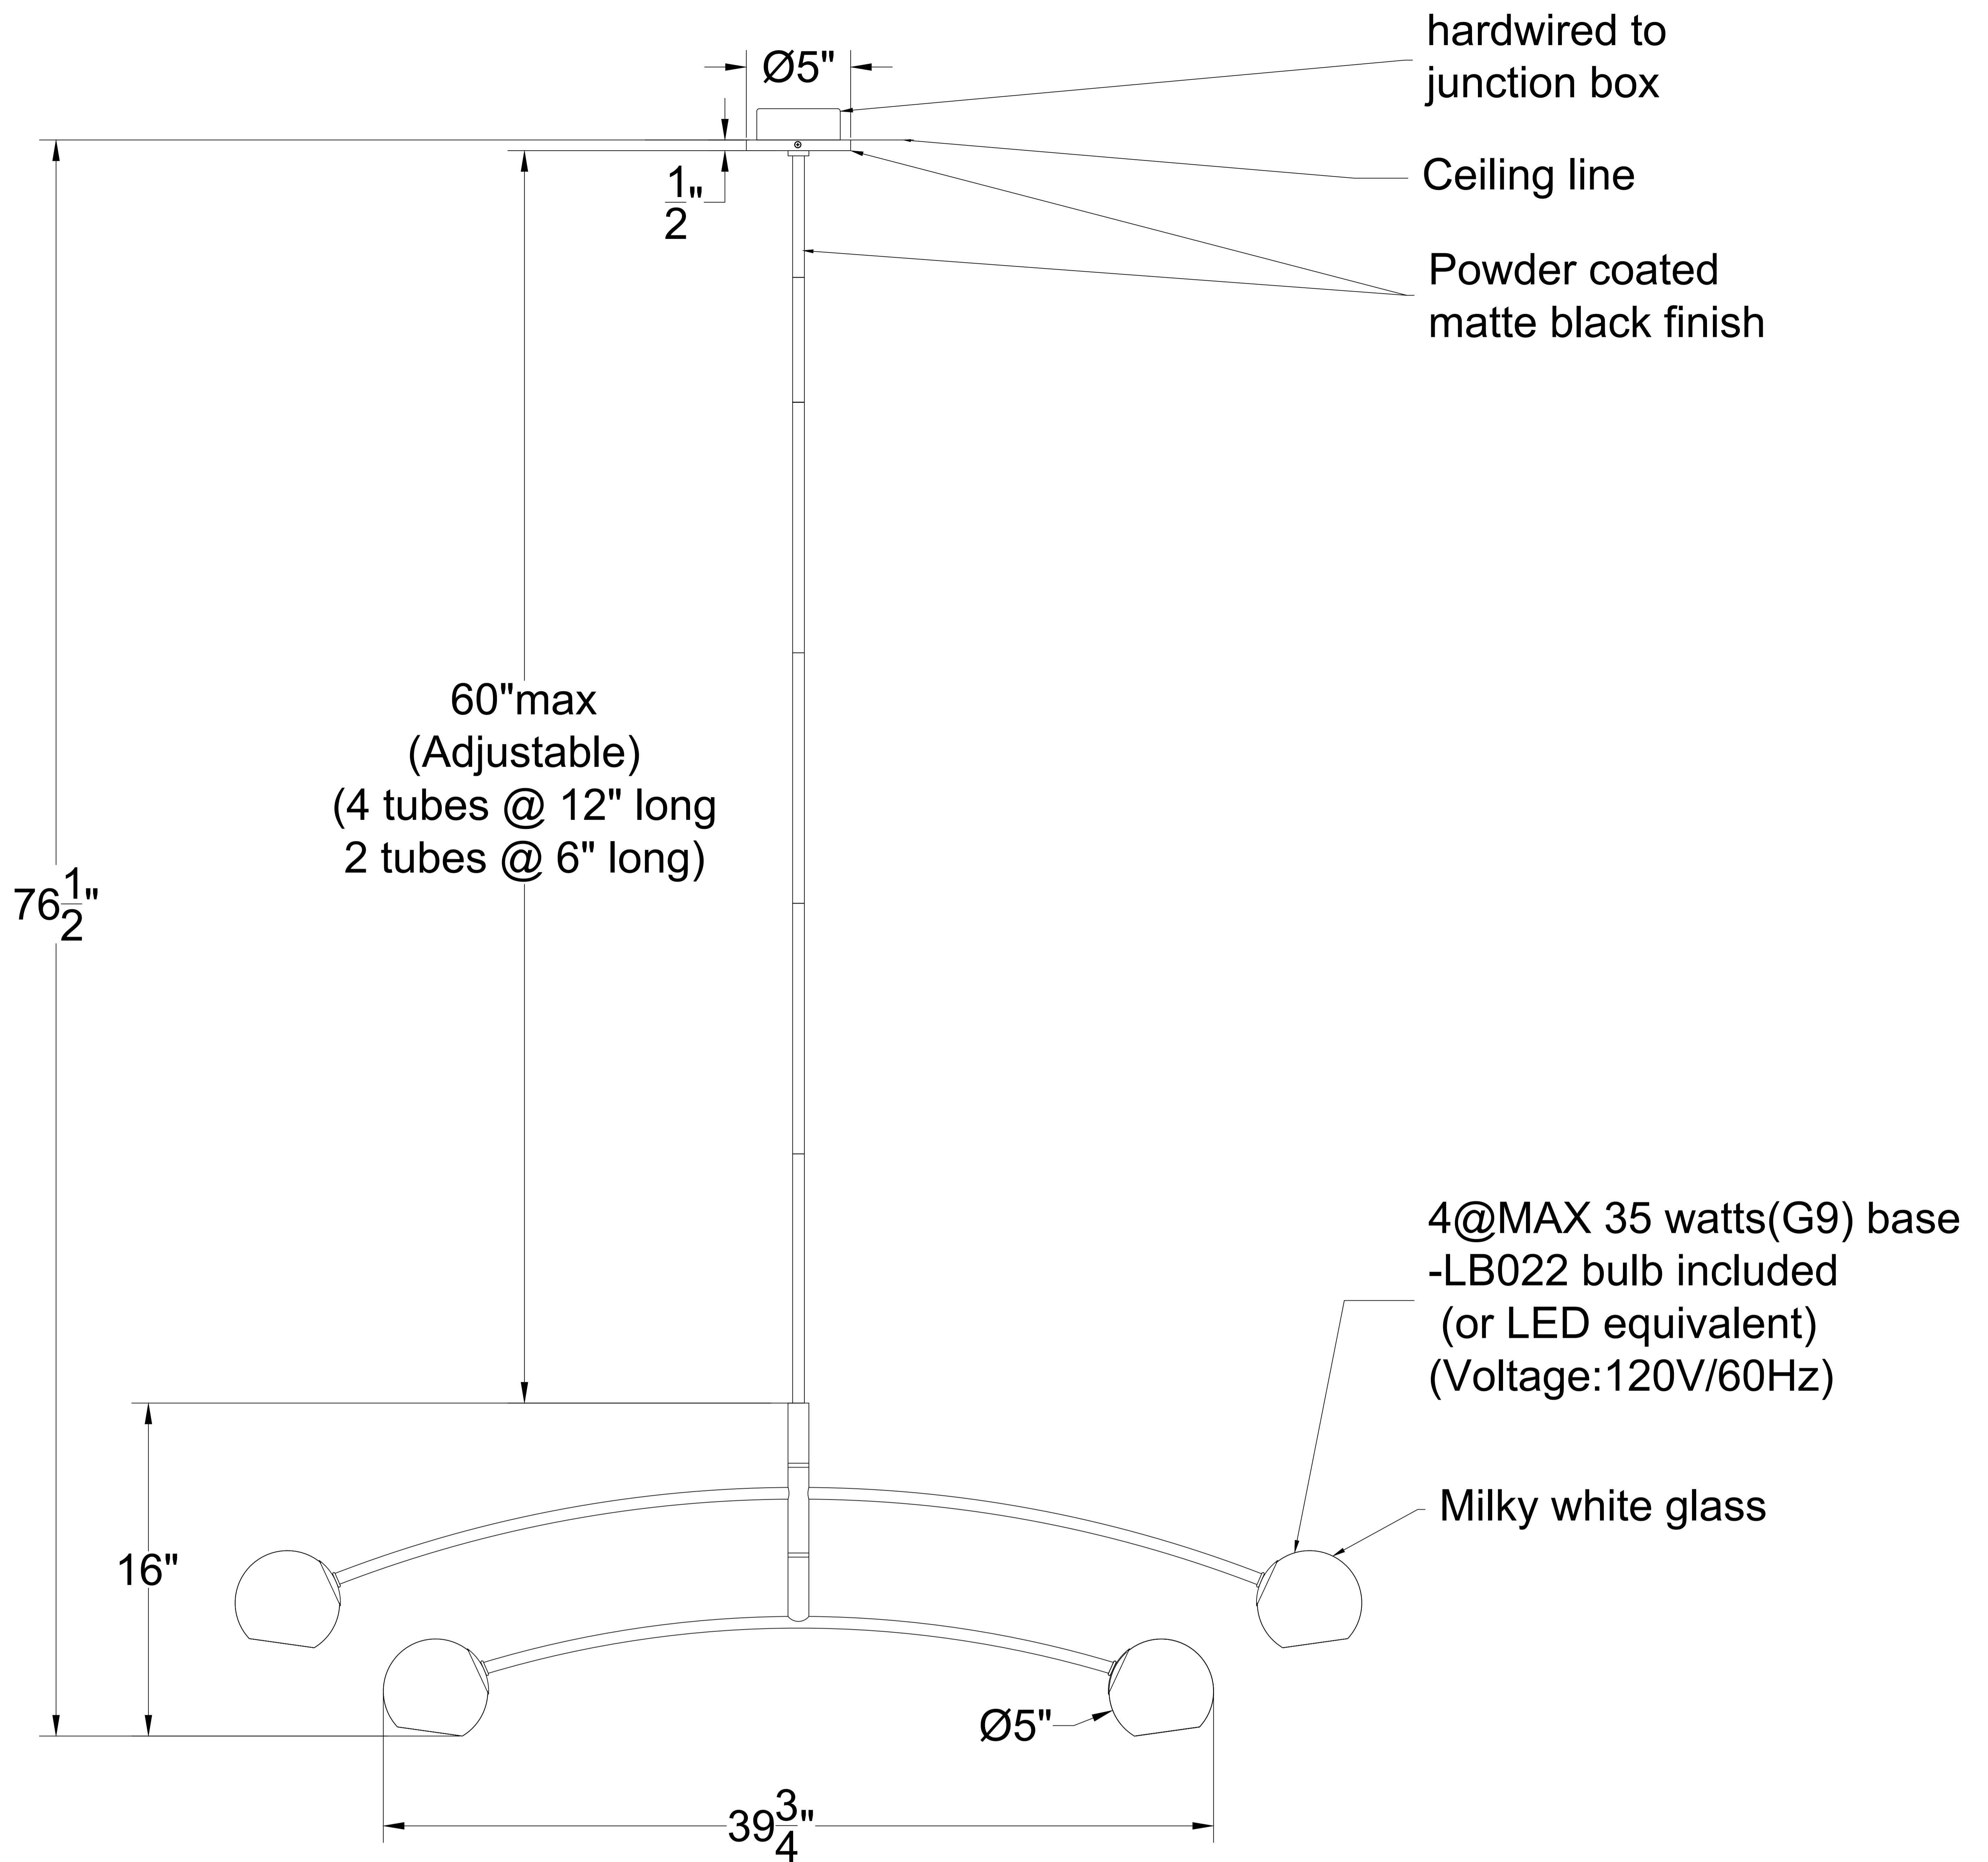 hardwired to
junction box
Ø5"
Ceiling line
1/2"
Powder coated
matte black finish
60"max
(Adjustable)
(4 tubes @ 12" long
2 tubes @ 6" long)
76 1/2"
4@MAX 35 watts(G9) base
-LB022 bulb included
(or LED equivalent)
(Voltage:120V/60Hz)
Milky white glass
16"
Ø5"
39 3/4"